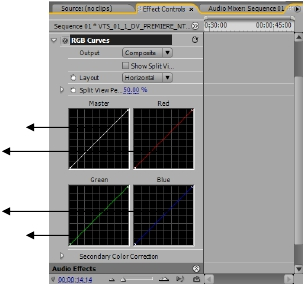 Source: (no clips) Effect Controls × Audio Mixer: Sequence 01
Sequence 01 * VTS_01_1_DV_PREMIERE_NT
0;30;00 00;00;45;00
RGB Curves
Output Composite
Show Split Vi...
Layout Horizontal
Split View Pe... 50.00 %
Master Red
Green Blue
Secondary Color Correction
Audio Effects
00;00;14;14